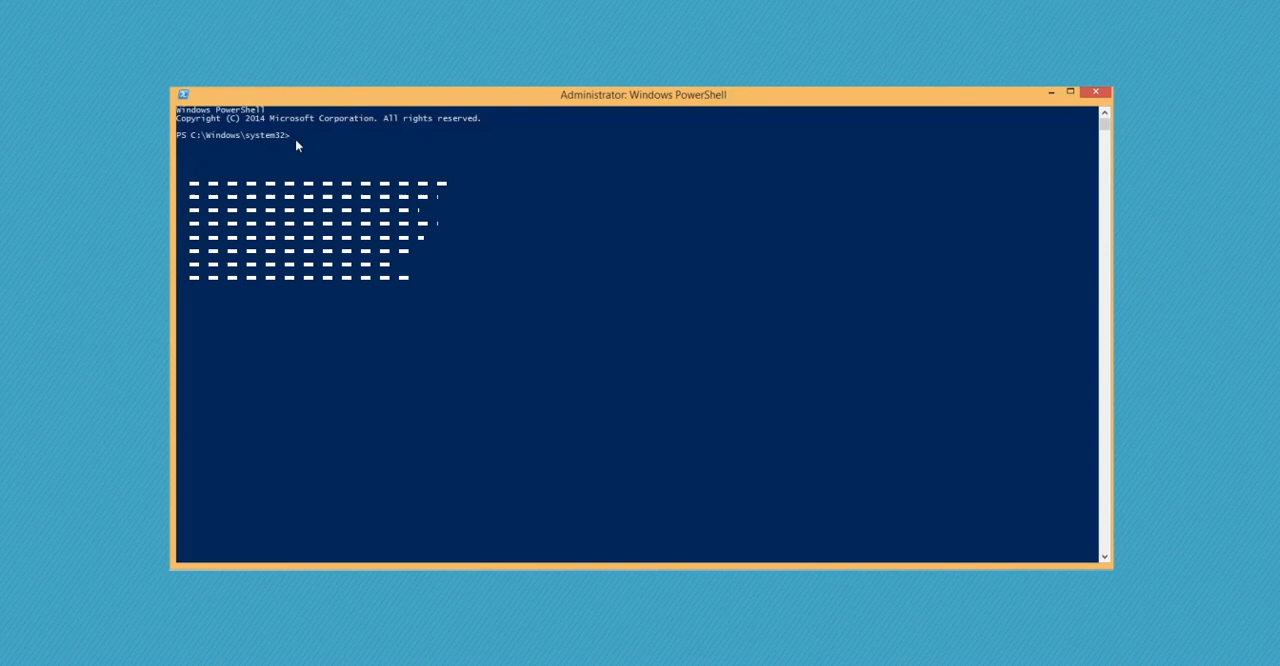 Administrator: Windows PowerShell
Windows PowerShell
Copyright (C) 2014 Microsoft Corporation. All rights reserved.
PS C:\Windows\system32>